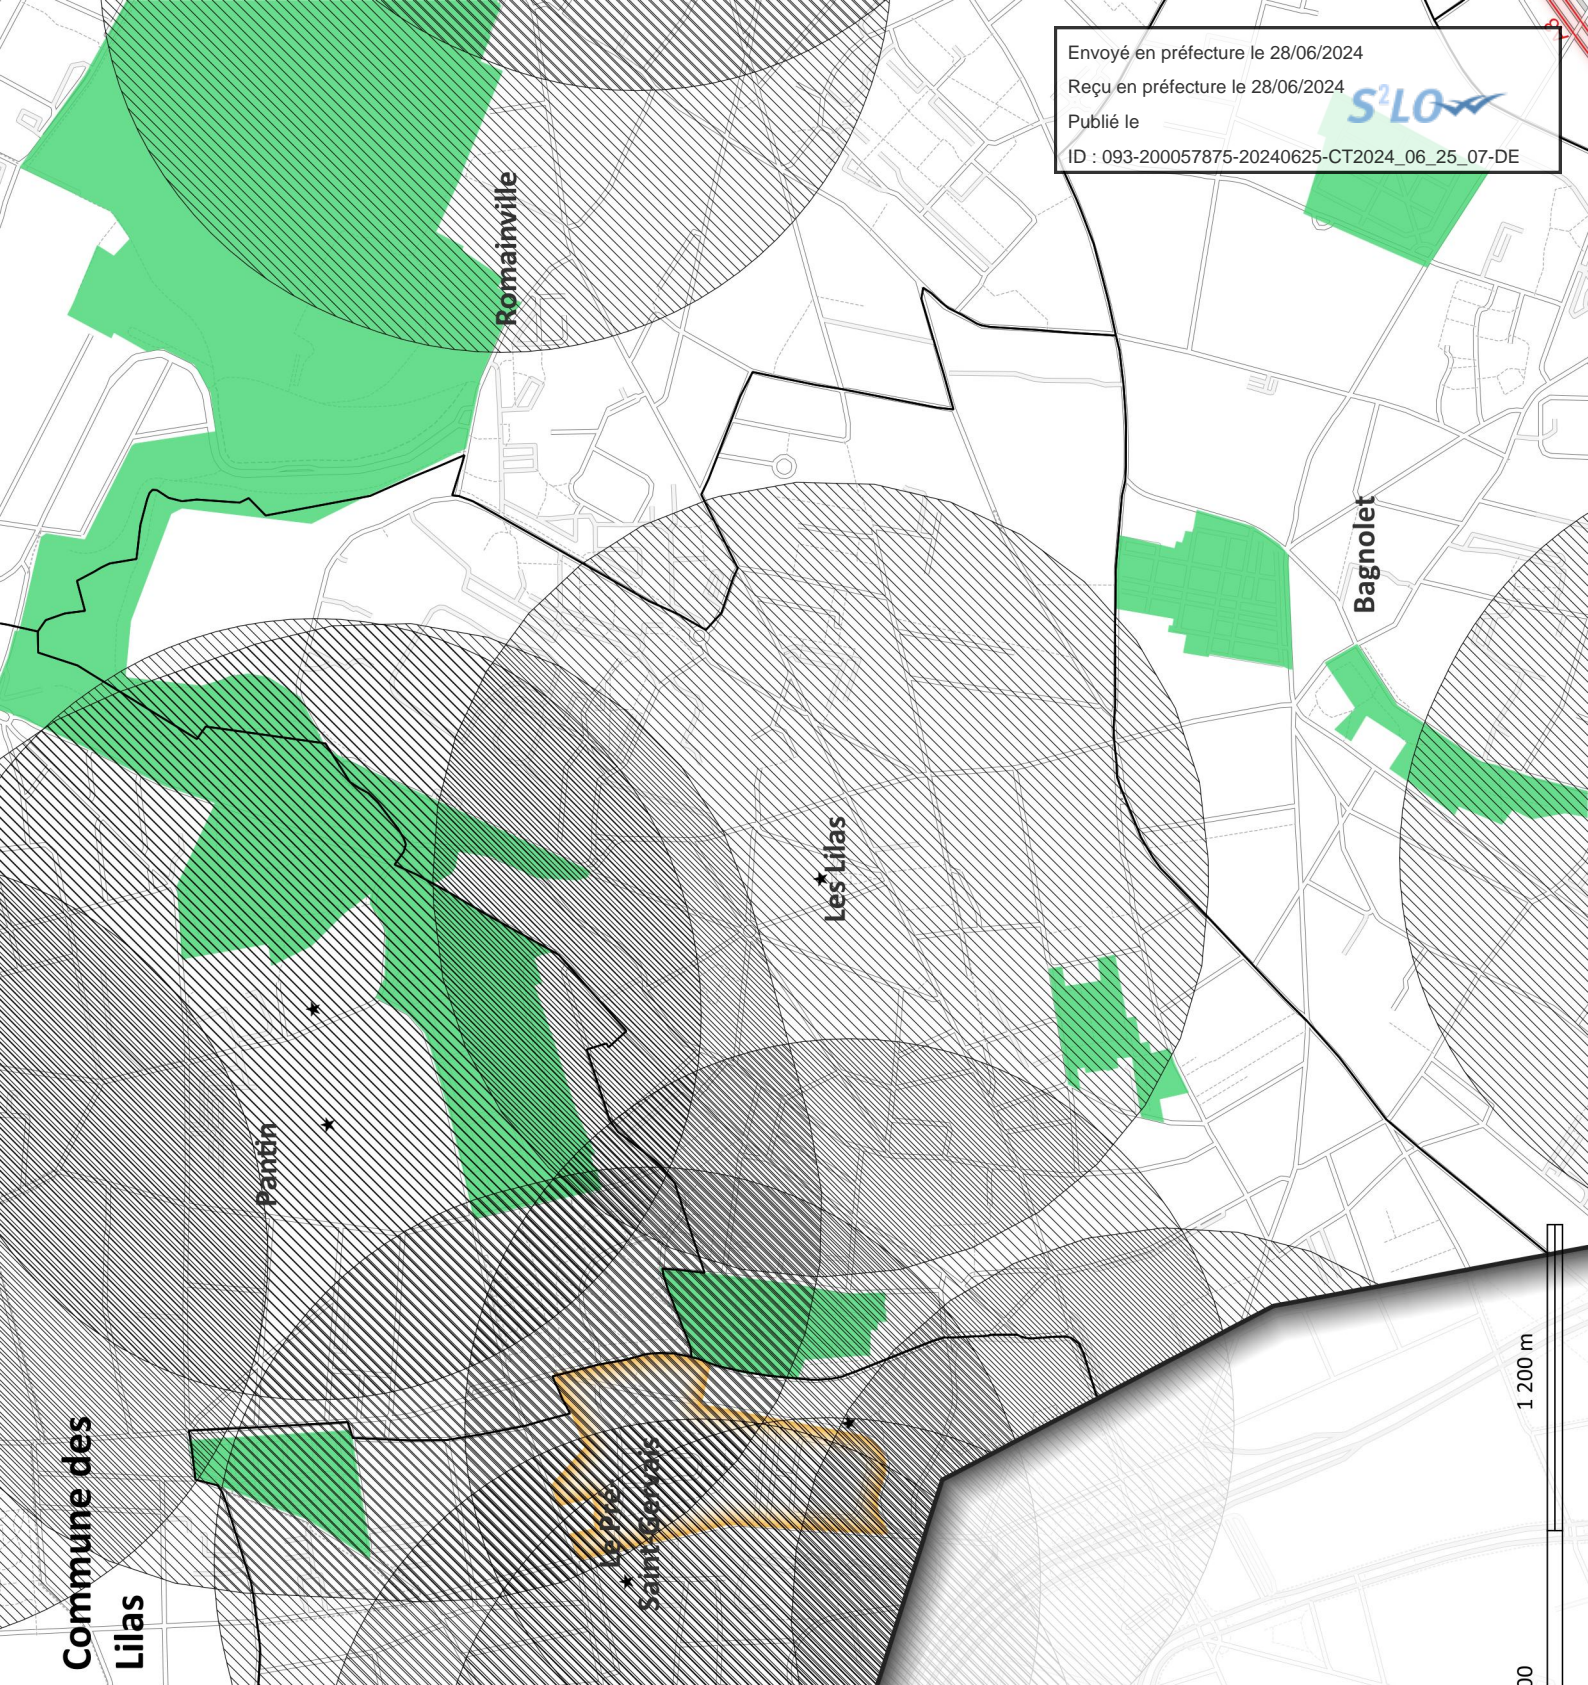 Envoyé en préfecture le 28/06/2024
Reçu en préfecture le 28/06/2024
S²LO
Publié le
ID : 093-200057875-20240625-CT2024_06_25_07-DE
Romainville
Bagnolet
Les Lilas
Pantin
Le Pré
Saint-Gervais
Commune des
Lilas
1 200 m